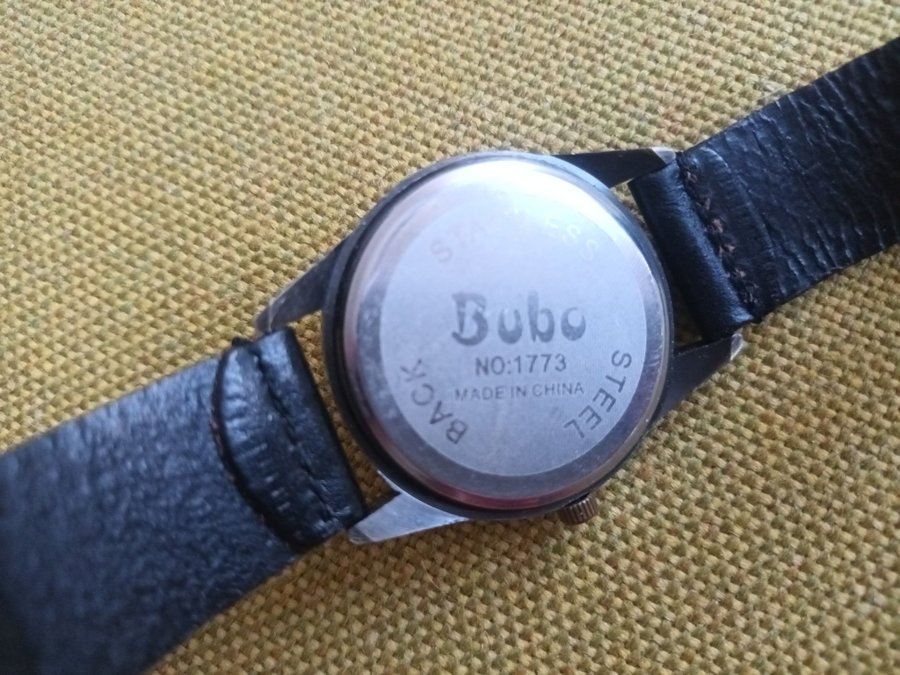 STAINLESS
Bobo
NO:1773
MADE IN CHINA
STEEL
BACK